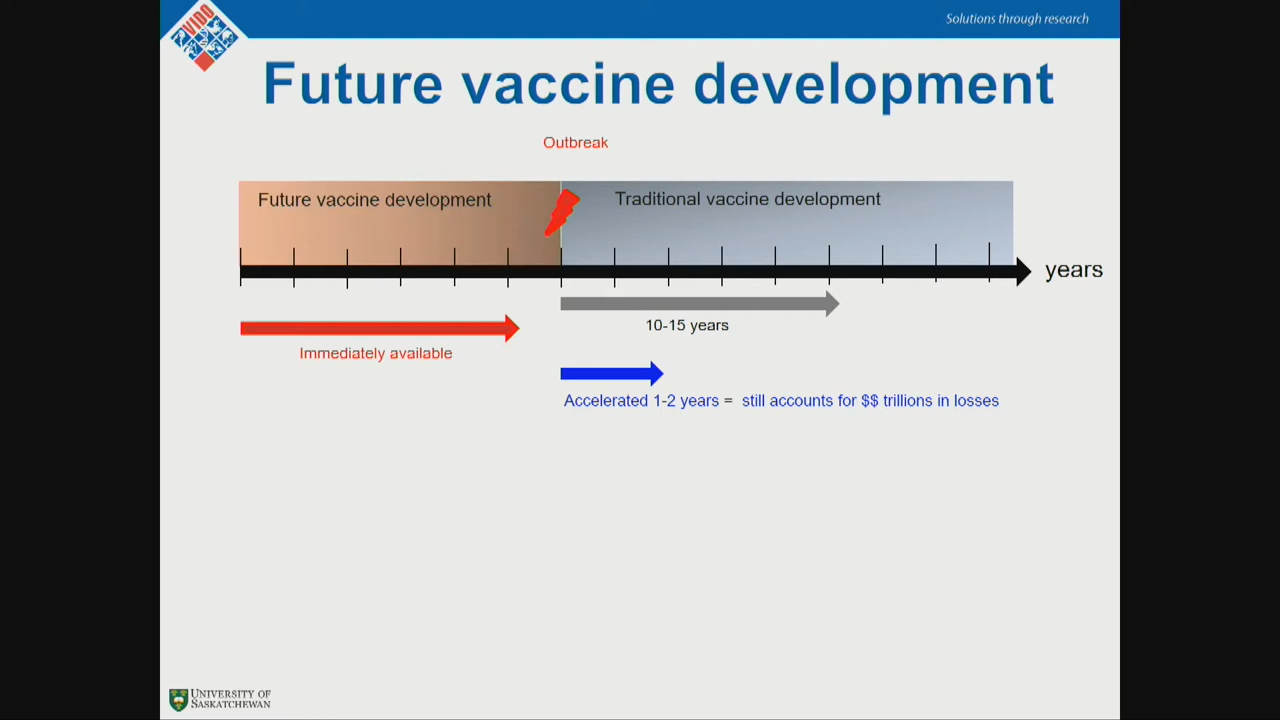 VIDO
Solutions through research
Future vaccine development
Outbreak
Future vaccine development
Traditional vaccine development
years
10-15 years
Immediately available
Accelerated 1-2 years = still accounts for $$ trillions in losses
UNIVERSITY OF
SASKATCHEWAN